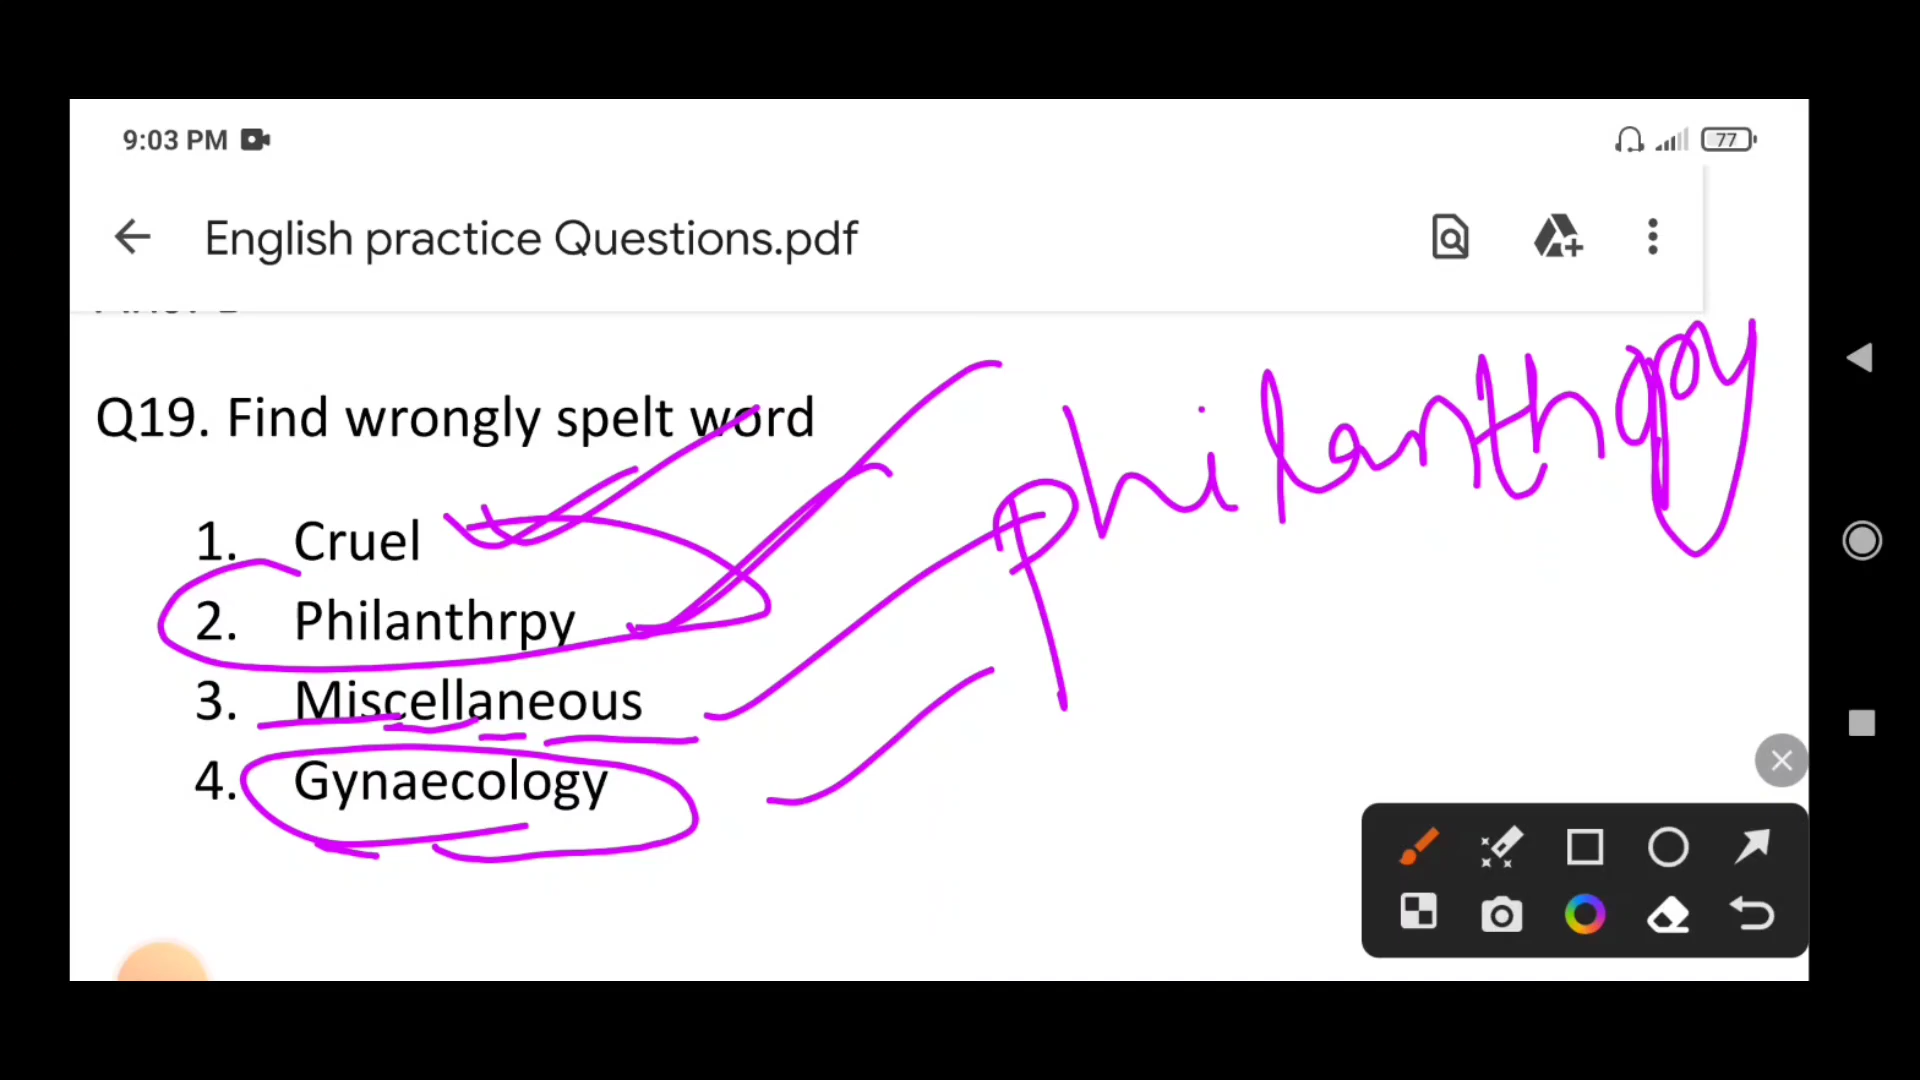 9:03 PM
77
English practice Questions.pdf
Q19. Find wrongly spelt word
1. Cruel
2. Philanthrpy
3. Miscellaneous
4. Gynaecology